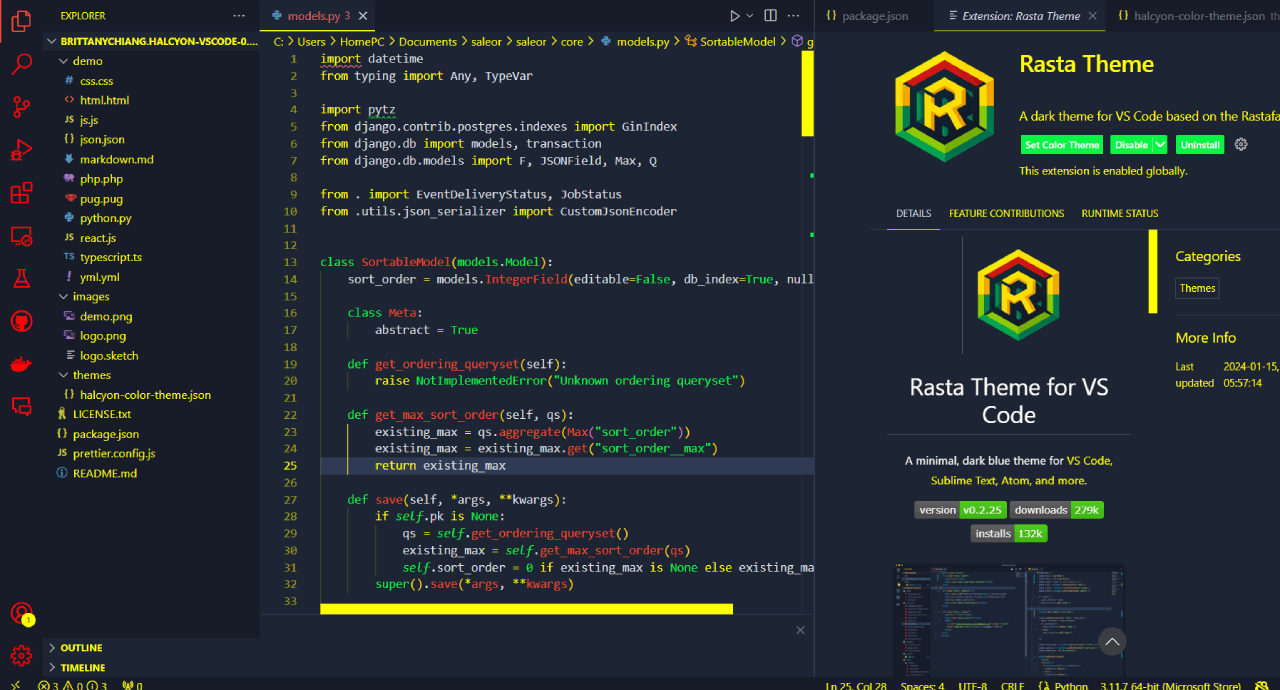 EXPLORER
BRITTANYCHIANG.HALCYON-VSCODE-0....
demo
css.css
html.html
JS js.js
{} json.json
markdown.md
php.php
pug.pug
python.py
JS react.js
TS typescript.ts
! yml.yml
images
demo.png
logo.png
logo.sketch
themes
{} halcyon-color-theme.json
LICENSE.txt
{} package.json
JS prettier.config.js
README.md
OUTLINE
TIMELINE
1
models.py 3
C: > Users > HomePC > Documents > saleor > saleor > core > models.py > SortableModel > g
1 import datetime
2 from typing import Any, TypeVar
3
4 import pytz
5 from django.contrib.postgres.indexes import GinIndex
6 from django.db import models, transaction
7 from django.db.models import F, JSONField, Max, Q
8
9 from . import EventDeliveryStatus, JobStatus
10 from .utils.json_serializer import CustomJsonEncoder
11
12
13 class SortableModel(models.Model):
14 sort_order = models.IntegerField(editable=False, db_index=True, null
15
16 class Meta:
17 abstract = True
18
19 def get_ordering_queryset(self):
20 raise NotImplementedError("Unknown ordering queryset")
21
22 def get_max_sort_order(self, qs):
23 existing_max = qs.aggregate(Max("sort_order"))
24 existing_max = existing_max.get("sort_order__max")
25 return existing_max
26
27 def save(self, *args, **kwargs):
28 if self.pk is None:
29 qs = self.get_ordering_queryset()
30 existing_max = self.get_max_sort_order(qs)
31 self.sort_order = 0 if existing_max is None else existing_ma
32 super().save(*args, **kwargs)
33
{} package.json
Extension: Rasta Theme
{} halcyon-color-theme.json
Rasta Theme
A dark theme for VS Code based on the Rastafa
Set Color Theme
Disable
Uninstall
This extension is enabled globally.
DETAILS
FEATURE CONTRIBUTIONS
RUNTIME STATUS
Rasta Theme for VS
Code
A minimal, dark blue theme for VS Code,
Sublime Text, Atom, and more.
version v0.2.25
downloads 279k
installs 132k
Categories
Themes
More Info
Last 2024-01-15,
updated 05:57:14
3 0 3 0
Ln 25, Col 28
Spaces: 4
UTF-8
CRLF
{} Python
3.11.7 64-bit (Microsoft Store)